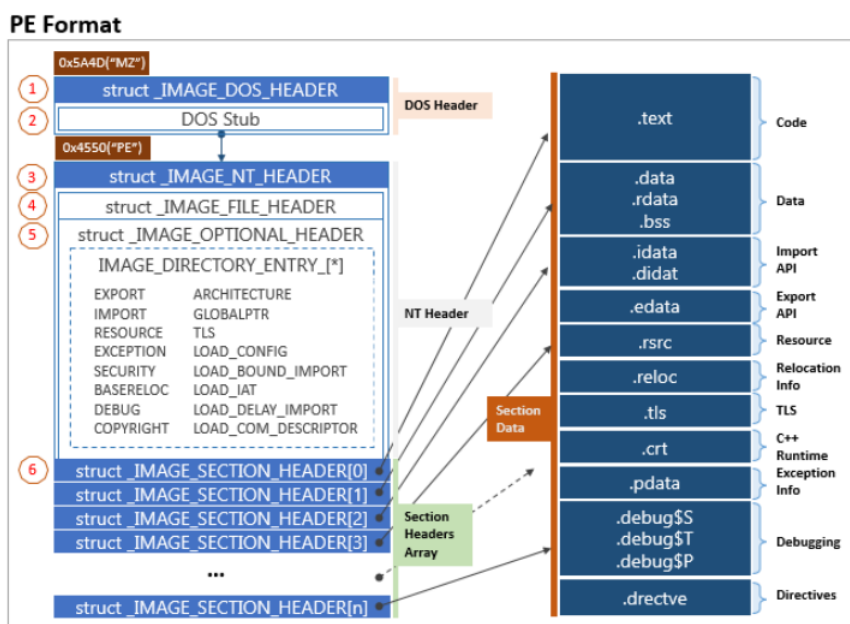 PE Format
0x5A4D("MZ")
1
struct _IMAGE_DOS_HEADER
2
DOS Stub
DOS Header
0x4550("PE")
3
struct _IMAGE_NT_HEADER
4
struct _IMAGE_FILE_HEADER
5
struct _IMAGE_OPTIONAL_HEADER
IMAGE_DIRECTORY_ENTRY_[*]
EXPORT ARCHITECTURE
IMPORT GLOBALPTR
RESOURCE TLS
EXCEPTION LOAD_CONFIG
SECURITY LOAD_BOUND_IMPORT
BASERELOC LOAD_IAT
DEBUG LOAD_DELAY_IMPORT
COPYRIGHT LOAD_COM_DESCRIPTOR
NT Header
6
struct _IMAGE_SECTION_HEADER[0]
struct _IMAGE_SECTION_HEADER[1]
struct _IMAGE_SECTION_HEADER[2]
struct _IMAGE_SECTION_HEADER[3]
...
struct _IMAGE_SECTION_HEADER[n]
Section
Headers
Array
Section
Data
.text
Code
.data
.rdata
.bss
Data
.idata
.didat
Import
API
.edata
Export
API
.rsrc
Resource
.reloc
Relocation
Info
.tls
TLS
.crt
C++
Runtime
.pdata
Exception
Info
.debug$S
.debug$T
.debug$P
Debugging
.drectve
Directives